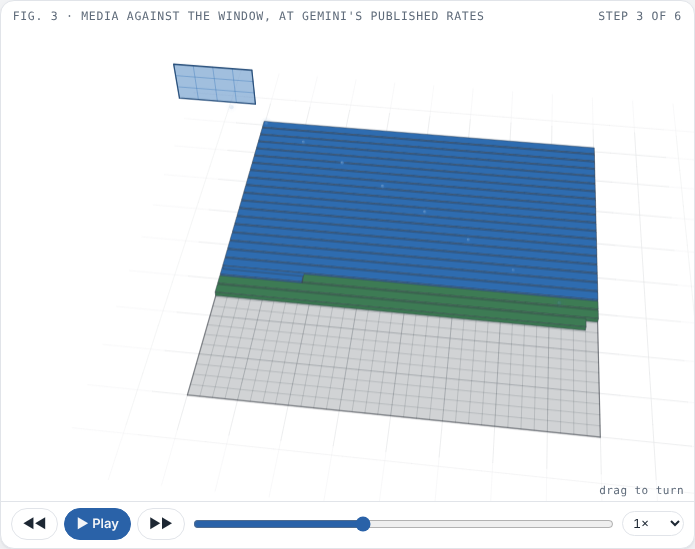 FIG. 3 · MEDIA AGAINST THE WINDOW, AT GEMINI'S PUBLISHED RATES
STEP 3 OF 6
drag to turn
Play
1×